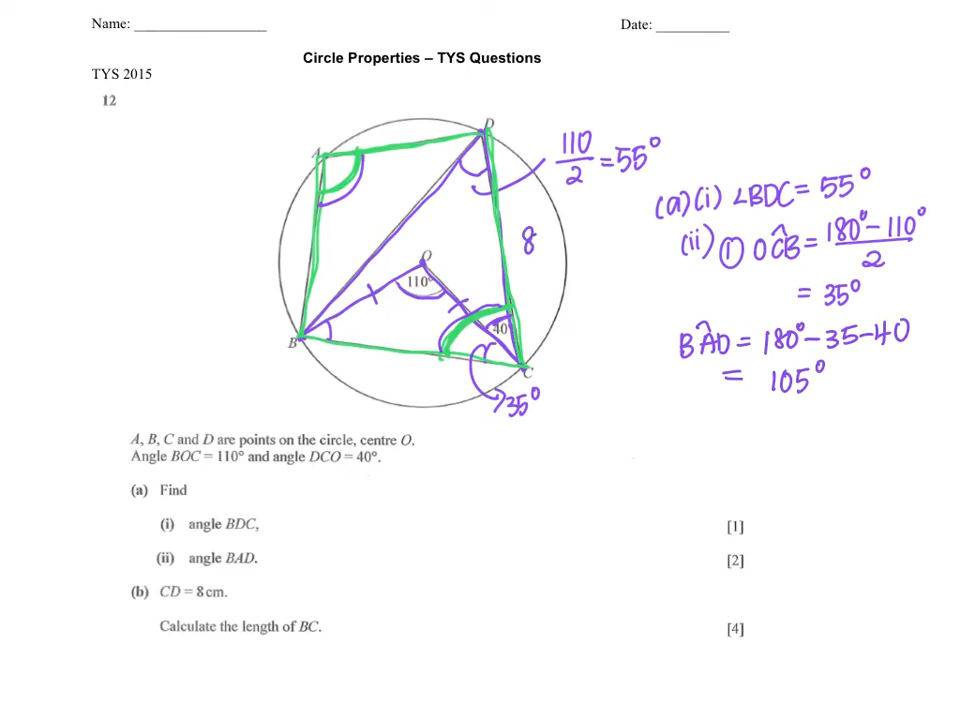 Name: _______________ Date: _________
Circle Properties – TYS Questions
TYS 2015
12
A
D
B
C
O
110°
40°
8
35°
110/2 = 55°
(a)(i) ∠BDC = 55°
(ii) ① OĈB = (180° - 110°)/2
= 35°
BÂD = 180° - 35 - 40
= 105°
A, B, C and D are points on the circle, centre O.
Angle BOC = 110° and angle DCO = 40°.
(a) Find
(i) angle BDC, [1]
(ii) angle BAD. [2]
(b) CD = 8 cm.
Calculate the length of BC. [4]